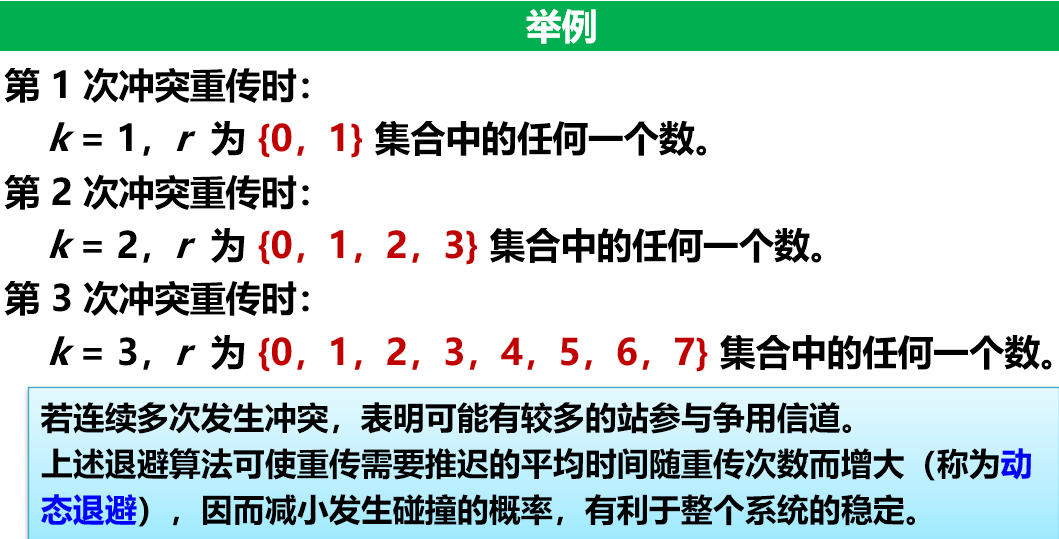 举例
第 1 次冲突重传时：
k = 1，r 为 {0，1} 集合中的任何一个数。
第 2 次冲突重传时：
k = 2，r 为 {0，1，2，3} 集合中的任何一个数。
第 3 次冲突重传时：
k = 3，r 为 {0，1，2，3，4，5，6，7} 集合中的任何一个数。
若连续多次发生冲突，表明可能有较多的站参与争用信道。
上述退避算法可使重传需要推迟的平均时间随重传次数而增大（称为动
态退避），因而减小发生碰撞的概率，有利于整个系统的稳定。